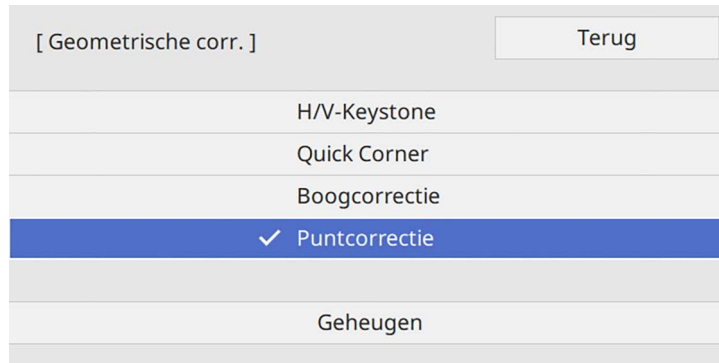 [ Geometrische corr. ]
Terug
H/V-Keystone
Quick Corner
Boogcorrectie
Puntcorrectie
Geheugen